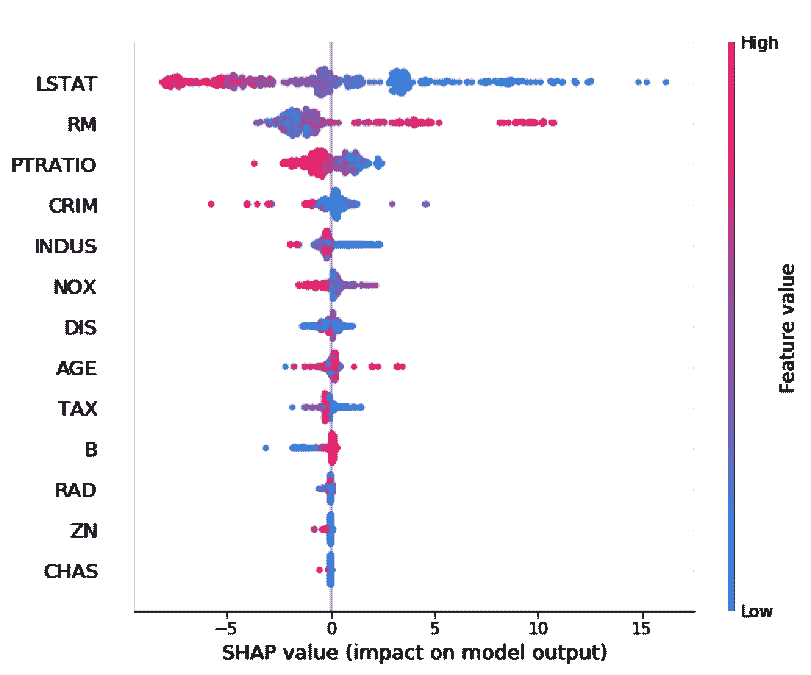 High
LSTAT
RM
PTRATIO
CRIM
INDUS
NOX
DIS
AGE
TAX
B
RAD
ZN
CHAS
Feature value
Low
−5 0 5 10 15
SHAP value (impact on model output)